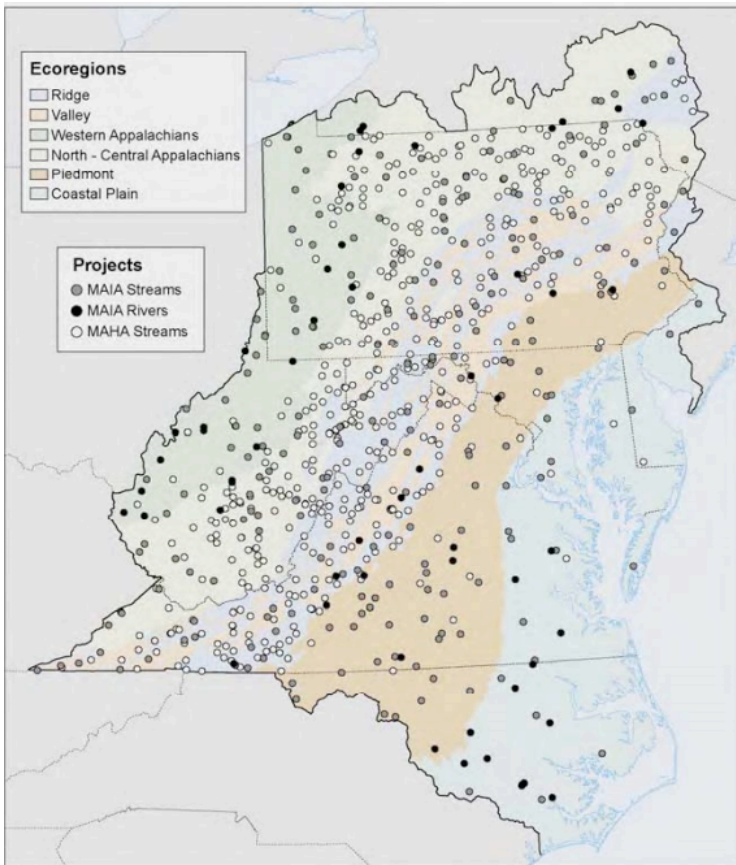 Ecoregions
Ridge
Valley
Western Appalachians
North - Central Appalachians
Piedmont
Coastal Plain
Projects
MAIA Streams
MAIA Rivers
MAHA Streams